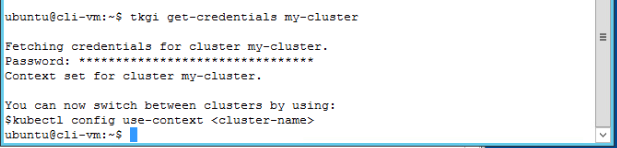 ubuntu@cli-vm:~$ tkgi get-credentials my-cluster
Fetching credentials for cluster my-cluster.
Password: ********************************
Context set for cluster my-cluster.
You can now switch between clusters by using:
$kubectl config use-context <cluster-name>
ubuntu@cli-vm:~$